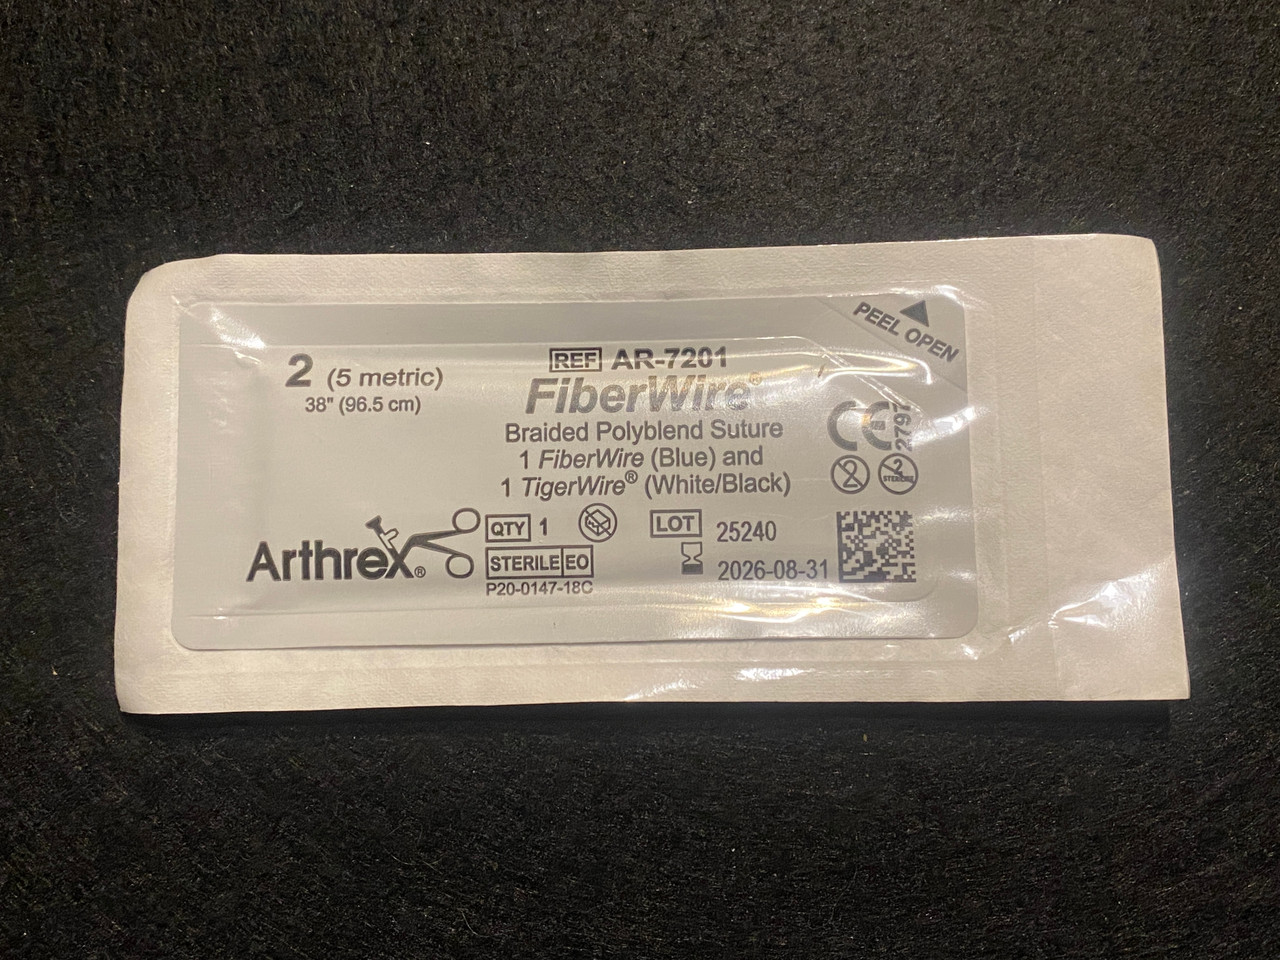 PEEL OPEN
2 (5 metric)
38" (96.5 cm)
REF AR-7201
FiberWire®
Braided Polyblend Suture
1 FiberWire (Blue) and
1 TigerWire® (White/Black)
CE 2797
2
2 STERILIZE
Arthrex®
QTY 1
STERILE EO
P20-0147-18C
LOT 25240
2026-08-31